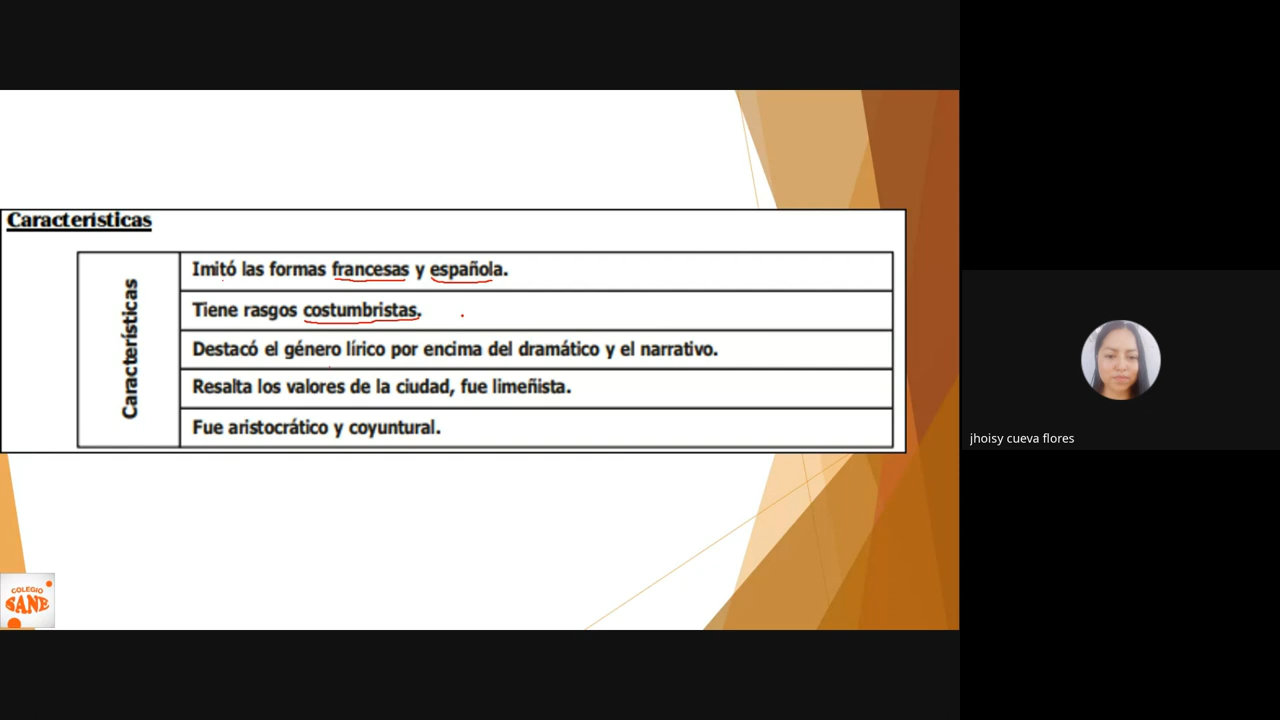 Características
Características
Imitó las formas francesas y española.
Tiene rasgos costumbristas.
Destacó el género lírico por encima del dramático y el narrativo.
Resalta los valores de la ciudad, fue limeñista.
Fue aristocrático y coyuntural.
COLEGIO
SANE
jhoisy cueva flores